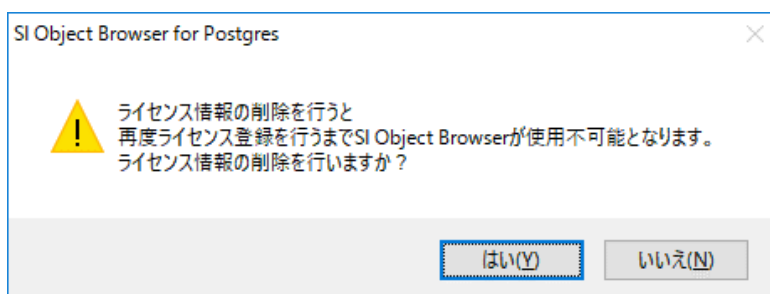 SI Object Browser for Postgres
ライセンス情報の削除を行うと
再度ライセンス登録を行うまでSI Object Browserが使用不可能となります。
ライセンス情報の削除を行いますか？
はい(Y) いいえ(N)